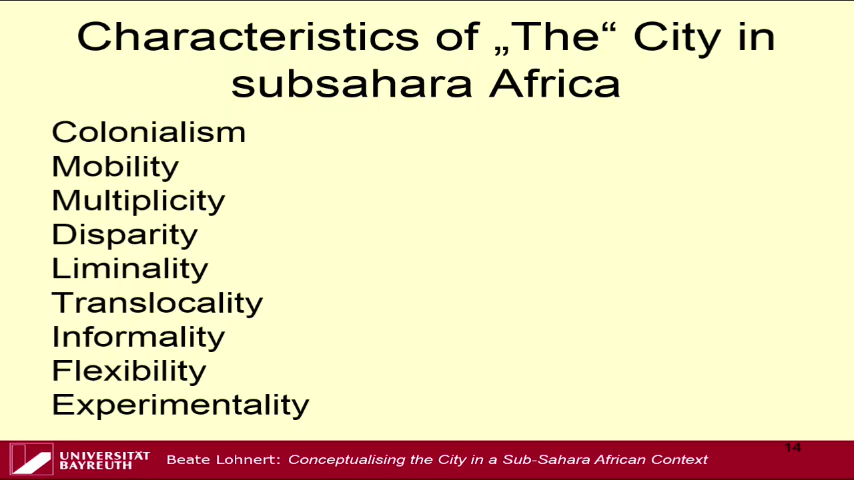 Characteristics of „The“ City in
subsahara Africa
Colonialism
Mobility
Multiplicity
Disparity
Liminality
Translocality
Informality
Flexibility
Experimentality
14
UNIVERSITÄT
BAYREUTH
Beate Lohnert: Conceptualising the City in a Sub-Sahara African Context